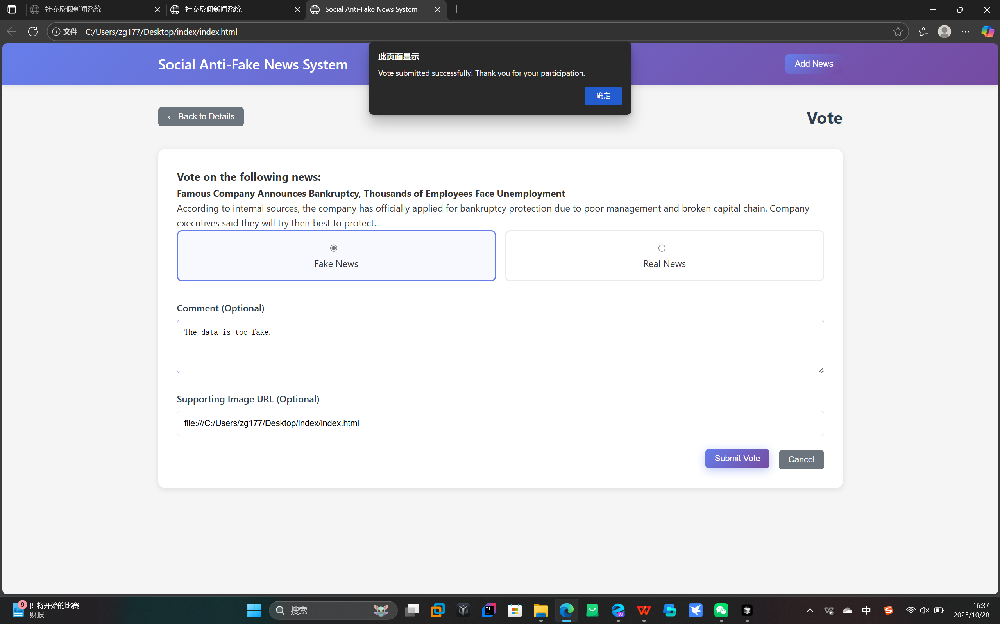 社交反假新闻系统
社交反假新闻系统
Social Anti-Fake News System
文件 C:/Users/zg177/Desktop/index/index.html
Social Anti-Fake News System
Add News
此页面显示
Vote submitted successfully! Thank you for your participation.
确定
← Back to Details
Vote
Vote on the following news:
Famous Company Announces Bankruptcy, Thousands of Employees Face Unemployment
According to internal sources, the company has officially applied for bankruptcy protection due to poor management and broken capital chain. Company
executives said they will try their best to protect...
Fake News
Real News
Comment (Optional)
The data is too fake.
Supporting Image URL (Optional)
file:///C:/Users/zg177/Desktop/index/index.html
Submit Vote
Cancel
8
即将开始的比赛
财报
搜索
IJ
AI
中
16:37
2025/10/28